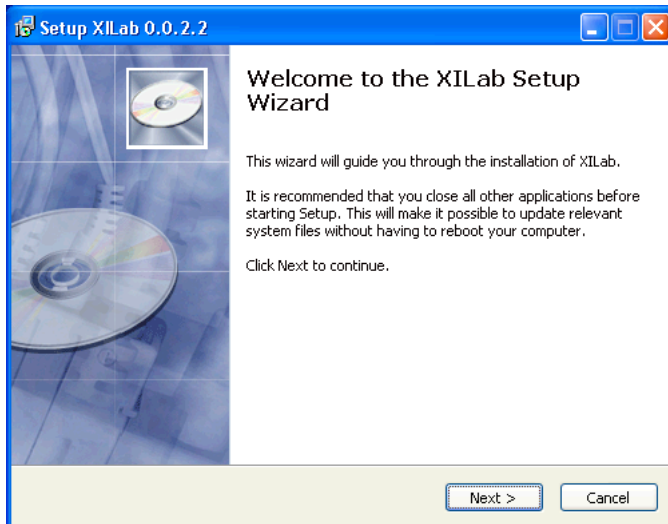 Setup XILab 0.0.2.2
Welcome to the XILab Setup
Wizard
This wizard will guide you through the installation of XILab.
It is recommended that you close all other applications before
starting Setup. This will make it possible to update relevant
system files without having to reboot your computer.
Click Next to continue.
Next >
Cancel